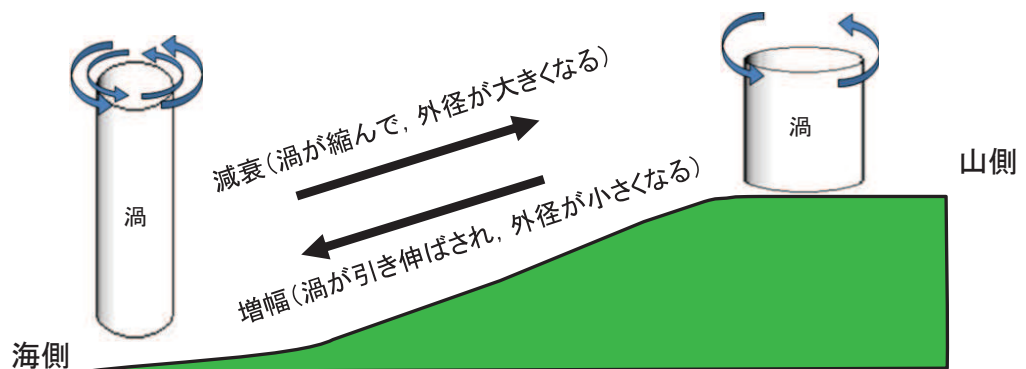 渦
減衰(渦が縮んで, 外径が大きくなる)
渦
山側
増幅(渦が引き伸ばされ, 外径が小さくなる)
海側